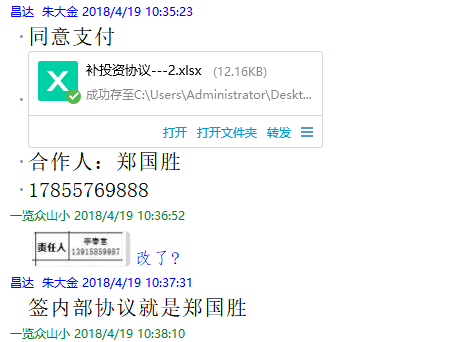 昌达 朱大金 2018/4/19 10:35:23
同意支付
补投资协议---2.xlsx (12.16KB)
成功存至C:\Users\Administrator\Deskt...
打开 打开文件夹 转发
合作人：郑国胜
17855769888
一览众山小 2018/4/19 10:36:52
责任人
13915859987
改了？
昌达 朱大金 2018/4/19 10:37:31
签内部协议就是郑国胜
一览众山小 2018/4/19 10:38:10